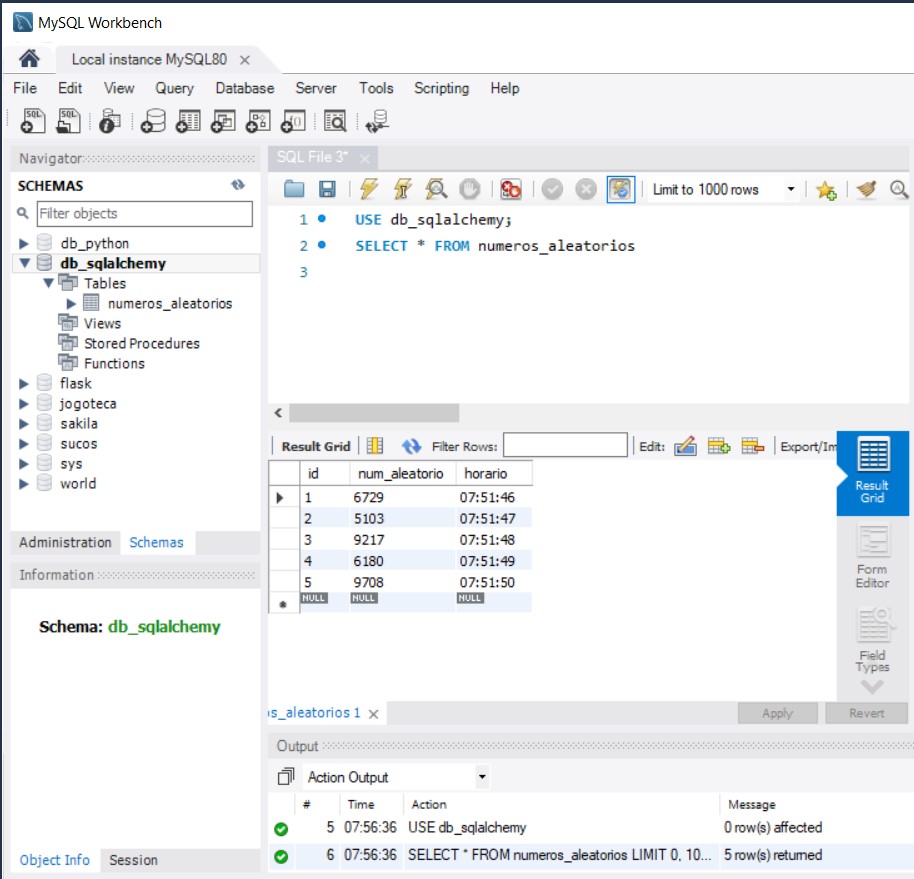 MySQL Workbench
Local instance MySQL80
File Edit View Query Database Server Tools Scripting Help
SQL SQL
Navigator
SCHEMAS
Filter objects
db_python
db_sqlalchemy
Tables
numeros_aleatorios
Views
Stored Procedures
Functions
flask
jogoteca
sakila
sucos
sys
world
Administration Schemas
Information
Schema: db_sqlalchemy
Object Info Session
SQL File 3*
Limit to 1000 rows
1 USE db_sqlalchemy;
2 SELECT * FROM numeros_aleatorios
3
Result Grid Filter Rows: Edit: Export/Im
id num_aleatorio horario
1 6729 07:51:46
2 5103 07:51:47
3 9217 07:51:48
4 6180 07:51:49
5 9708 07:51:50
NULL NULL NULL
Result
Grid
Form
Editor
Field
Types
os_aleatorios 1
Apply Revert
Output
Action Output
# Time Action Message
5 07:56:36 USE db_sqlalchemy 0 row(s) affected
6 07:56:36 SELECT * FROM numeros_aleatorios LIMIT 0, 10... 5 row(s) returned